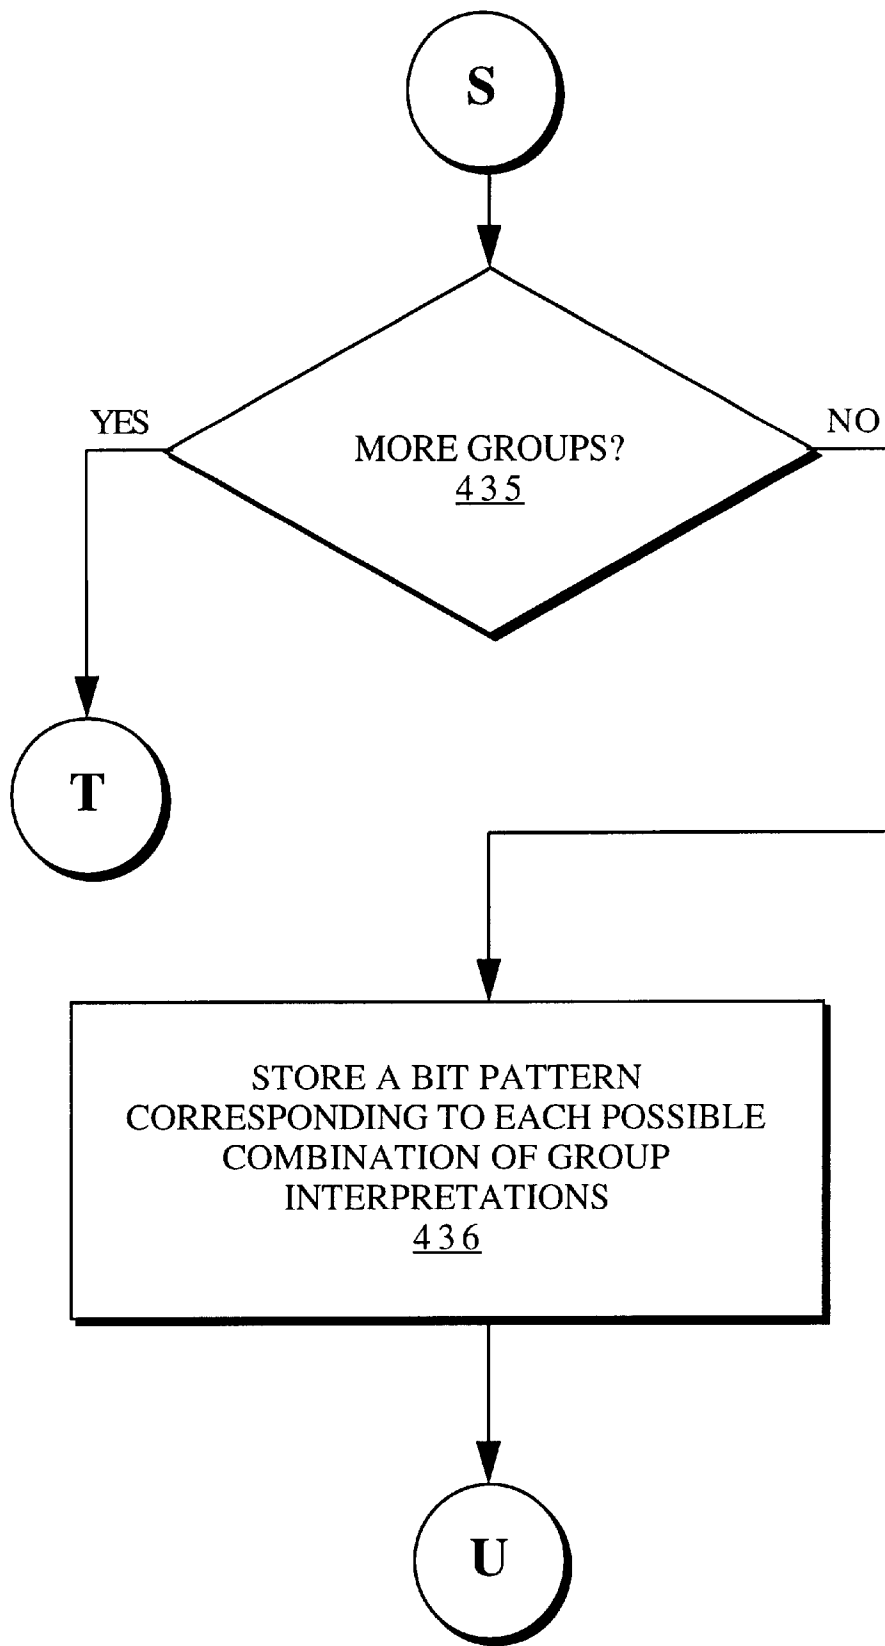 S
YES
NO
MORE GROUPS?
435
T
STORE A BIT PATTERN
CORRESPONDING TO EACH POSSIBLE
COMBINATION OF GROUP
INTERPRETATIONS
436
U